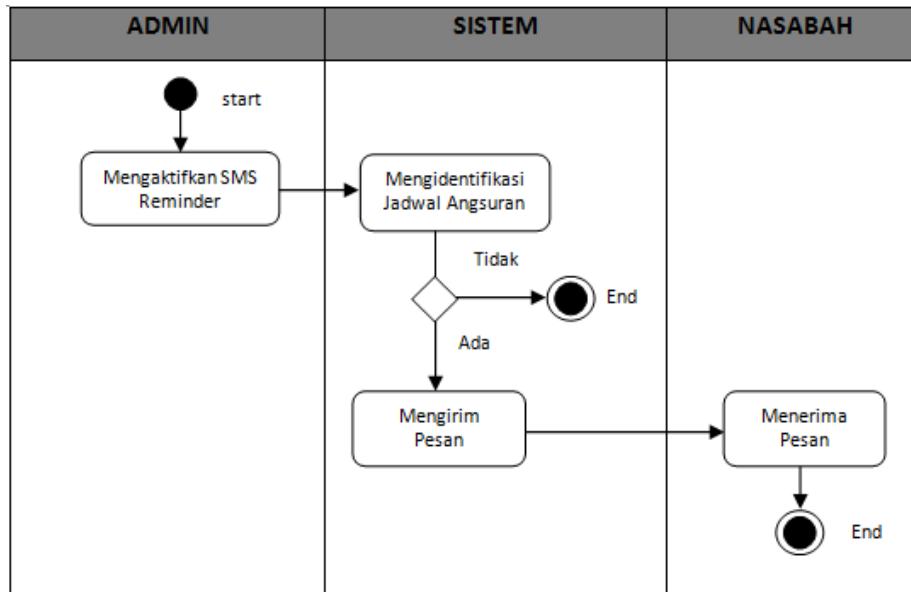 ADMIN
SISTEM
NASABAH
start
Mengaktifkan SMS
Reminder
Mengidentifikasi
Jadwal Angsuran
Tidak
End
Ada
Mengirim
Pesan
Menerima
Pesan
End